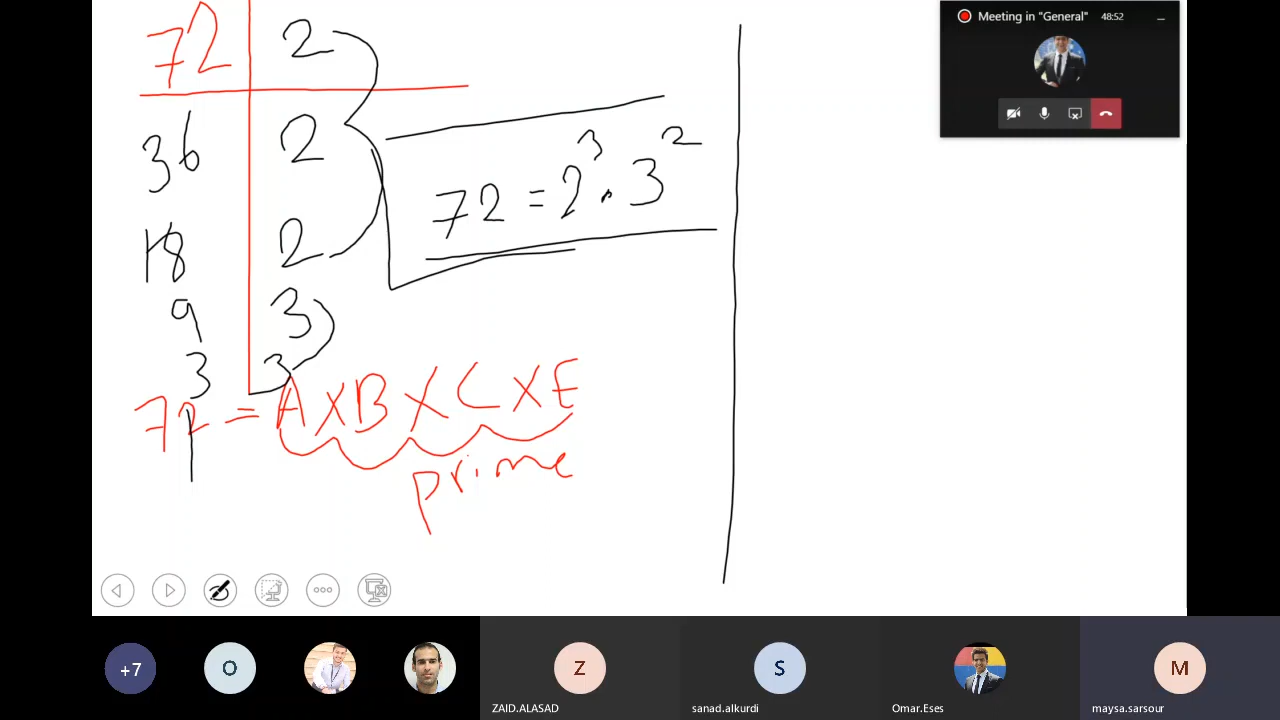 Meeting in "General" 48:52
72 2
36 2
72 = 2³ · 3²
18 2
9 3
3 3
72 = A X B X C X E
prime
+7 O Z S M
ZAID.ALASAD sanad.alkurdi Omar.Eses maysa.sarsour